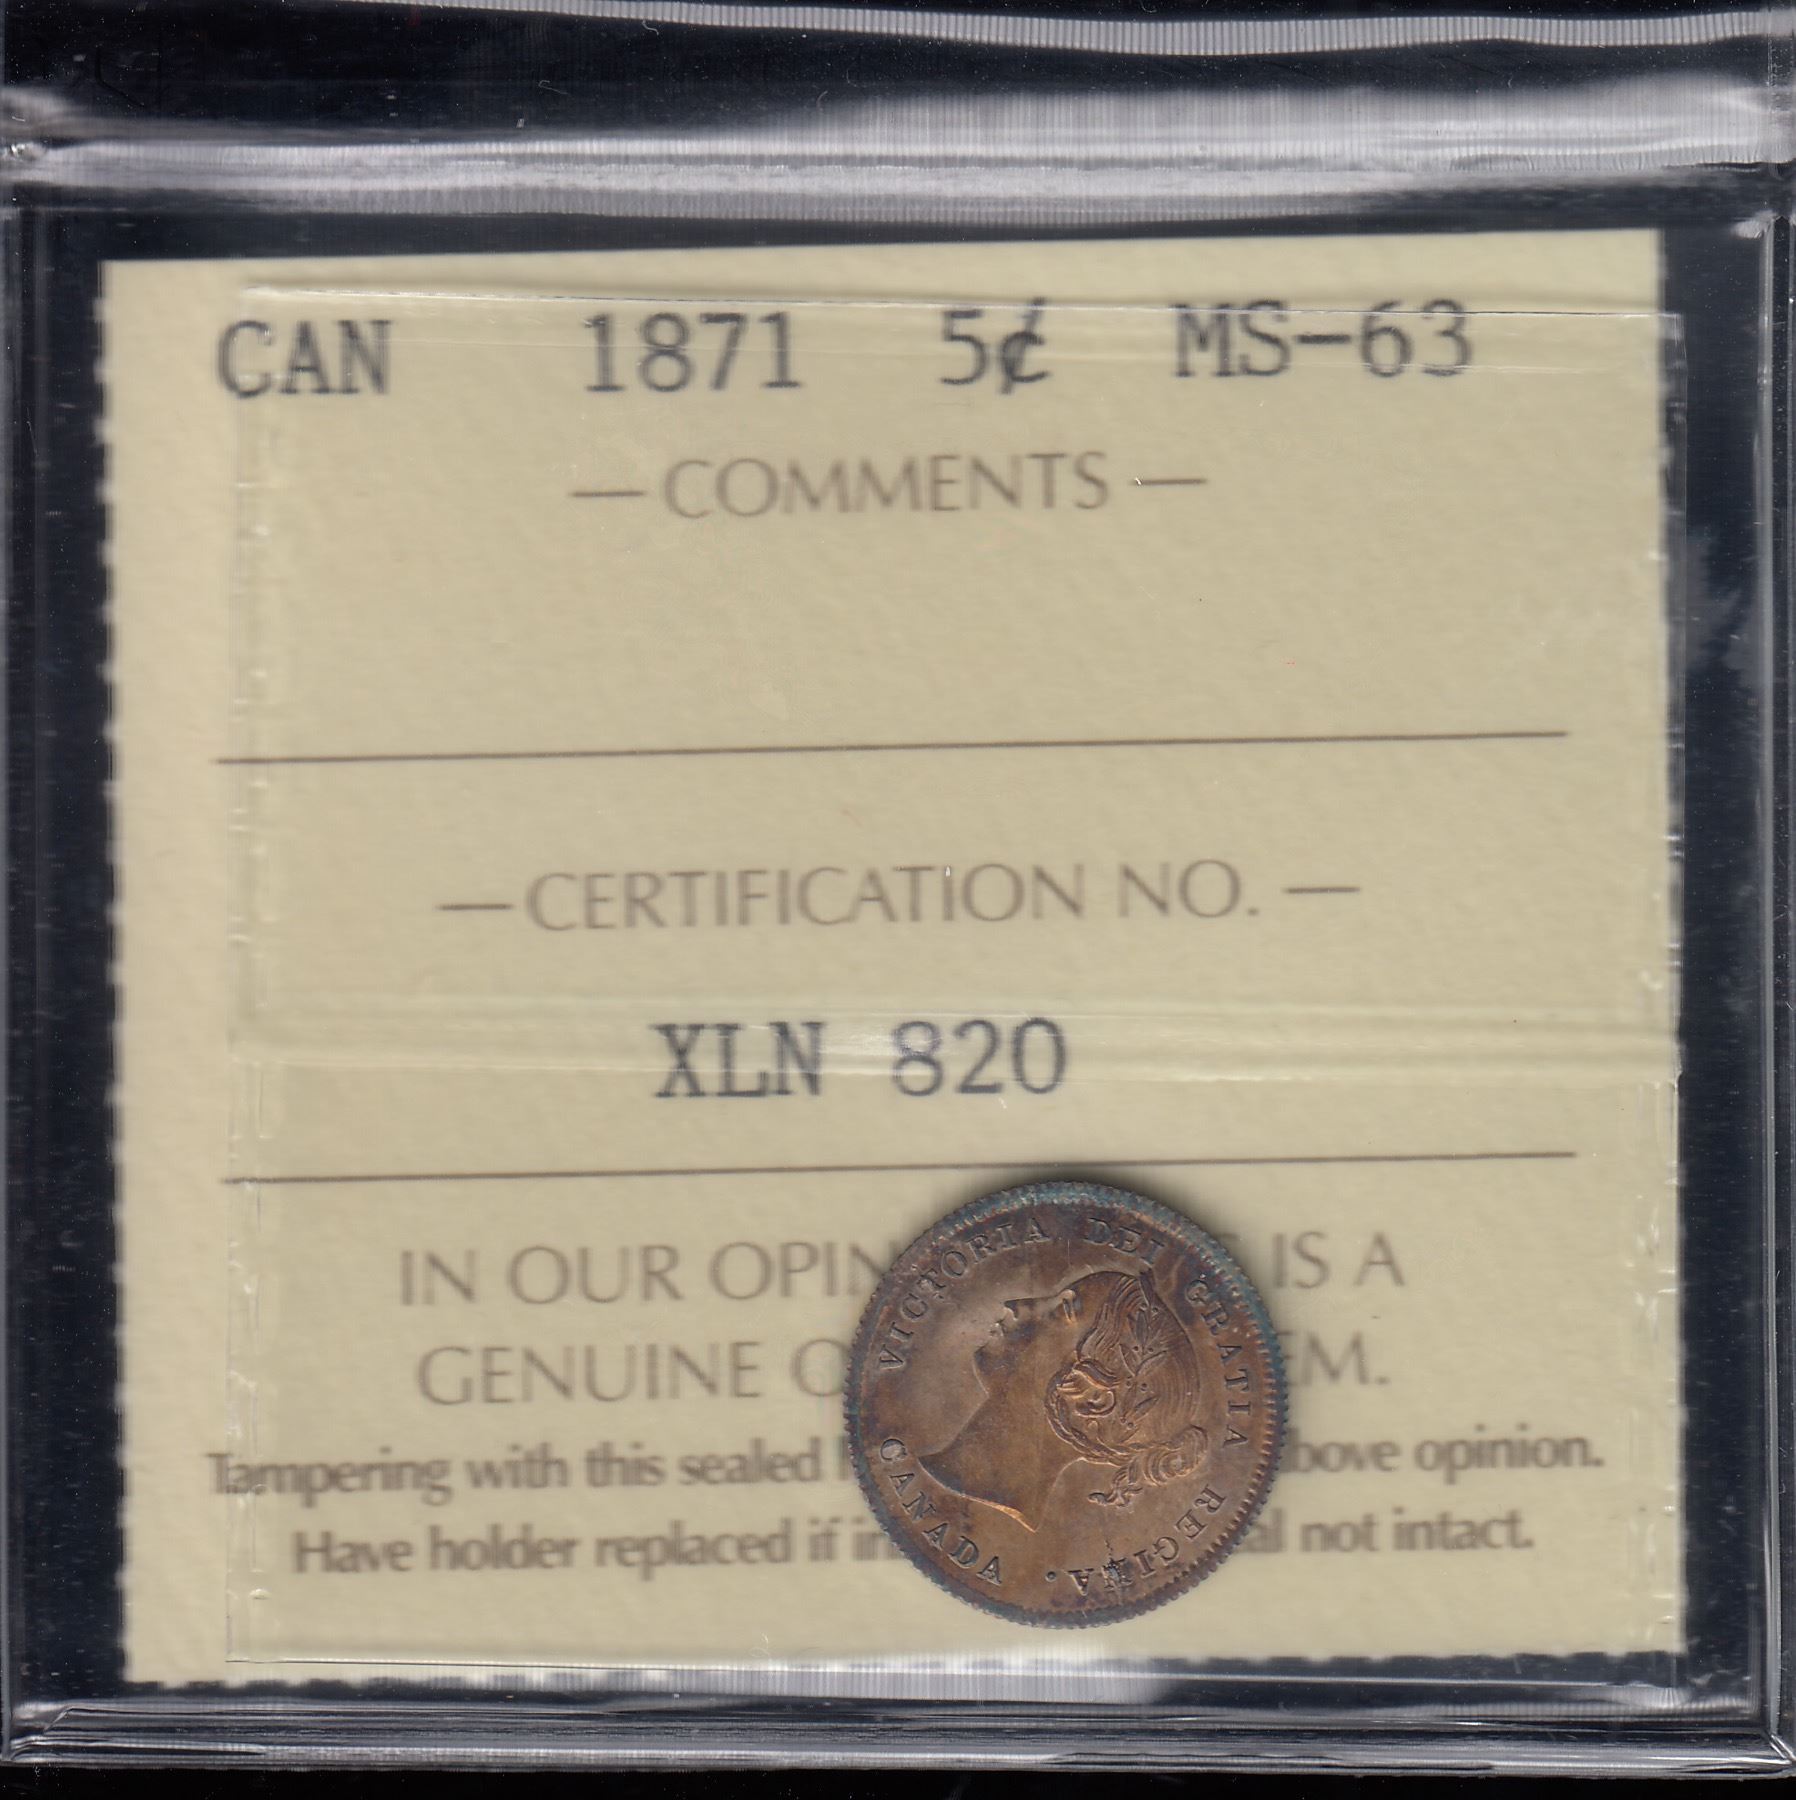 CAN 1871 5¢ MS-63
— COMMENTS —
— CERTIFICATION NO. —
XLN 820
IN OUR OPIN IS A
GENUINE O EM.
Tampering with this sealed bove opinion.
Have holder replaced if in al not intact.
VICTORIA DEI GRATIA REGINA.
CANADA